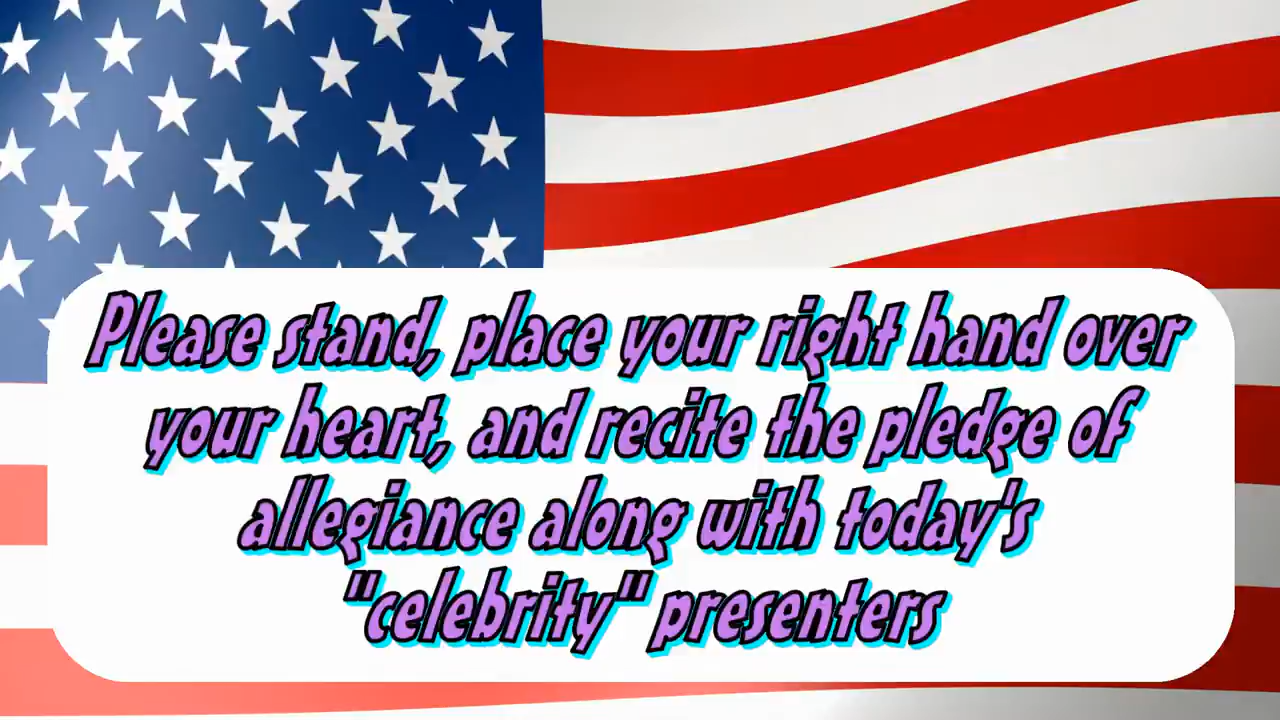 Please stand, place your right hand over
your heart, and recite the pledge of
allegiance along with today's
"celebrity" presenters